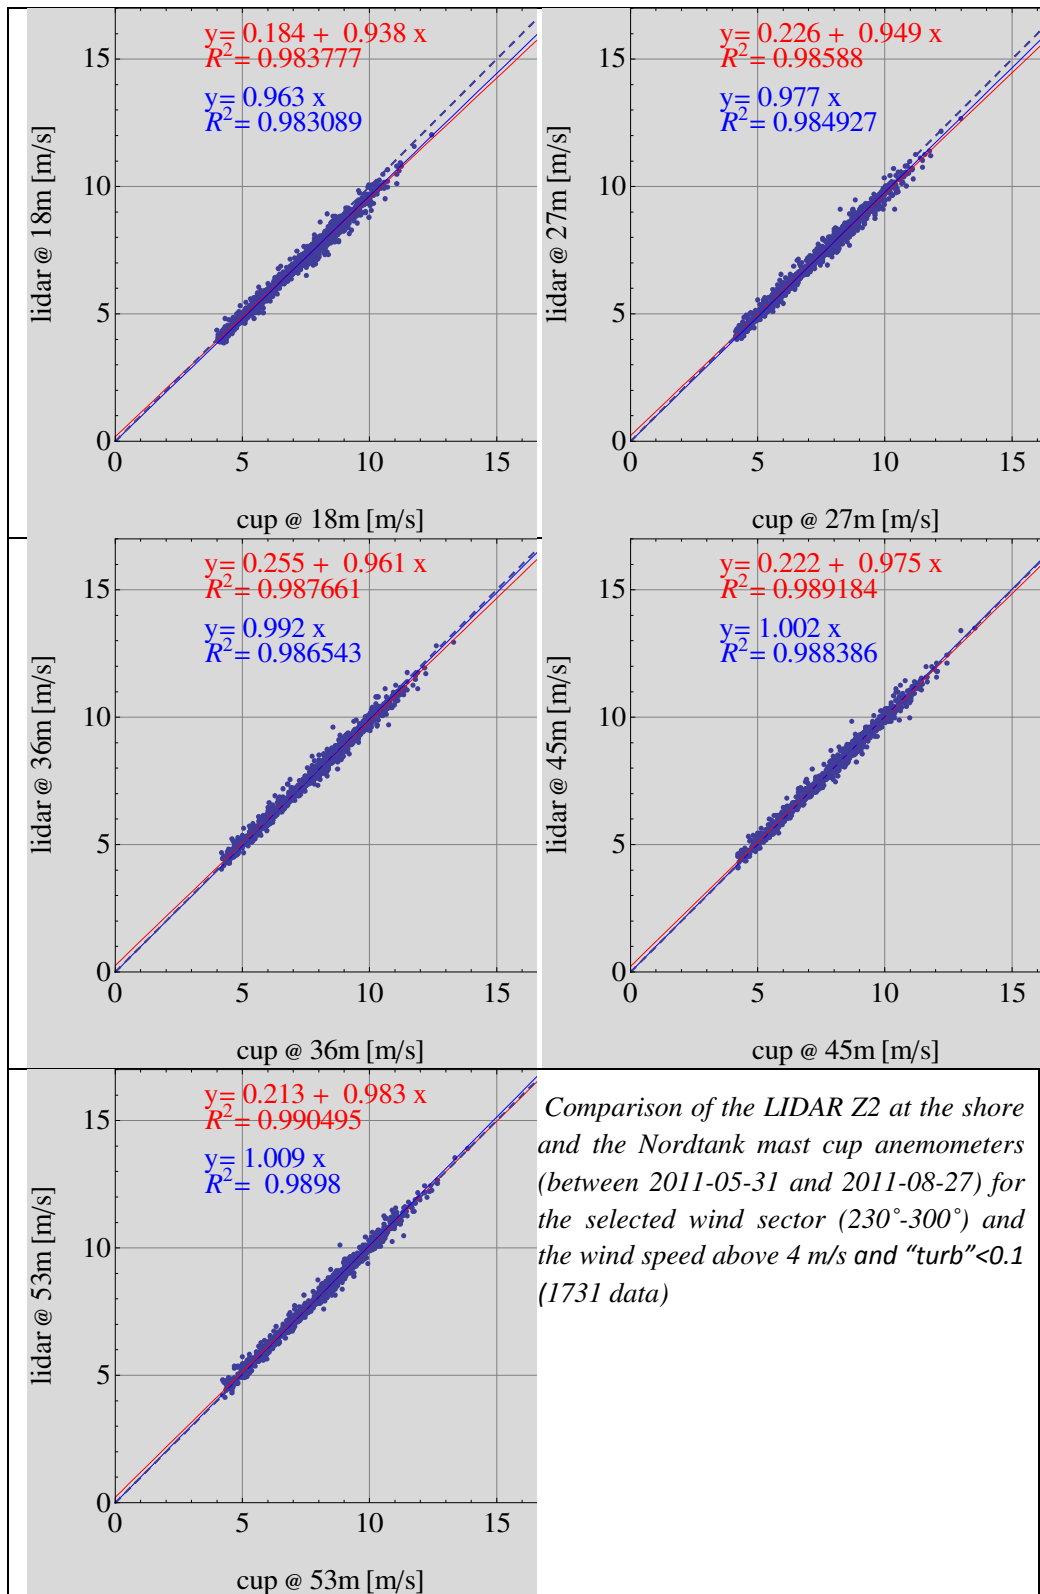 y= 0.184 + 0.938 x
R² = 0.983777
y= 0.963 x
R² = 0.983089
15
10
5
0
0 5 10 15
lidar @ 18m [m/s]
cup @ 18m [m/s]
y= 0.226 + 0.949 x
R² = 0.98588
y= 0.977 x
R² = 0.984927
15
10
5
0
0 5 10 15
lidar @ 27m [m/s]
cup @ 27m [m/s]
y= 0.255 + 0.961 x
R² = 0.987661
y= 0.992 x
R² = 0.986543
15
10
5
0
0 5 10 15
lidar @ 36m [m/s]
cup @ 36m [m/s]
y= 0.222 + 0.975 x
R² = 0.989184
y= 1.002 x
R² = 0.988386
15
10
5
0
0 5 10 15
lidar @ 45m [m/s]
cup @ 45m [m/s]
y= 0.213 + 0.983 x
R² = 0.990495
y= 1.009 x
R² = 0.9898
15
10
5
0
0 5 10 15
lidar @ 53m [m/s]
cup @ 53m [m/s]
Comparison of the LIDAR Z2 at the shore
and the Nordtank mast cup anemometers
(between 2011-05-31 and 2011-08-27) for
the selected wind sector (230˚-300˚) and
the wind speed above 4 m/s and “turb”<0.1
(1731 data)